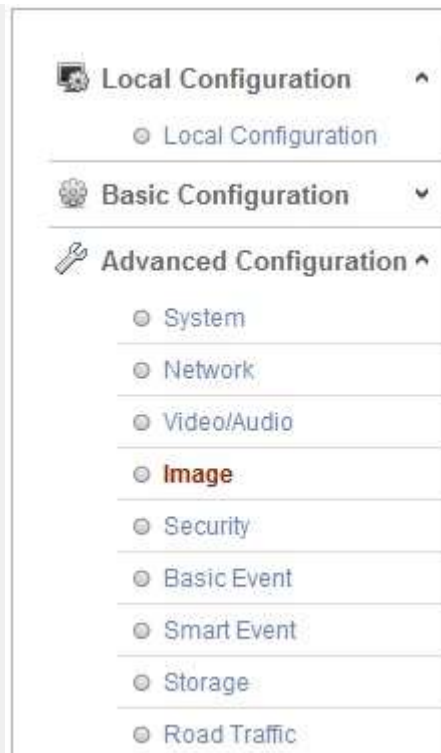 Local Configuration
Local Configuration
Basic Configuration
Advanced Configuration
System
Network
Video/Audio
Image
Security
Basic Event
Smart Event
Storage
Road Traffic